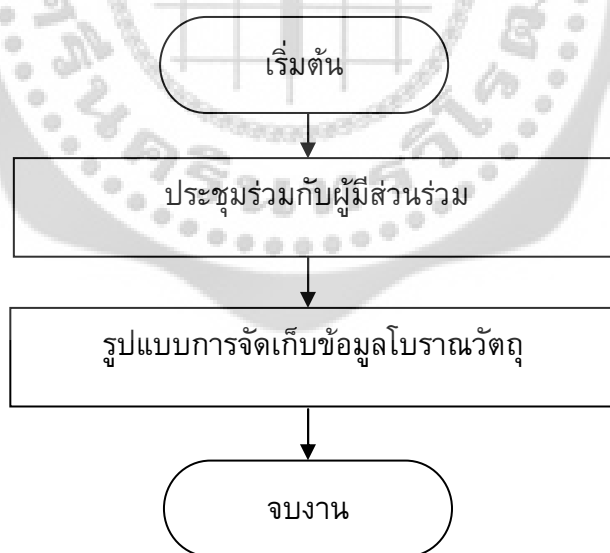 เริ่มต้น
ประชุมร่วมกับผู้มีส่วนร่วม
รูปแบบการจัดเก็บข้อมูลโบราณวัตถุ
จบงาน